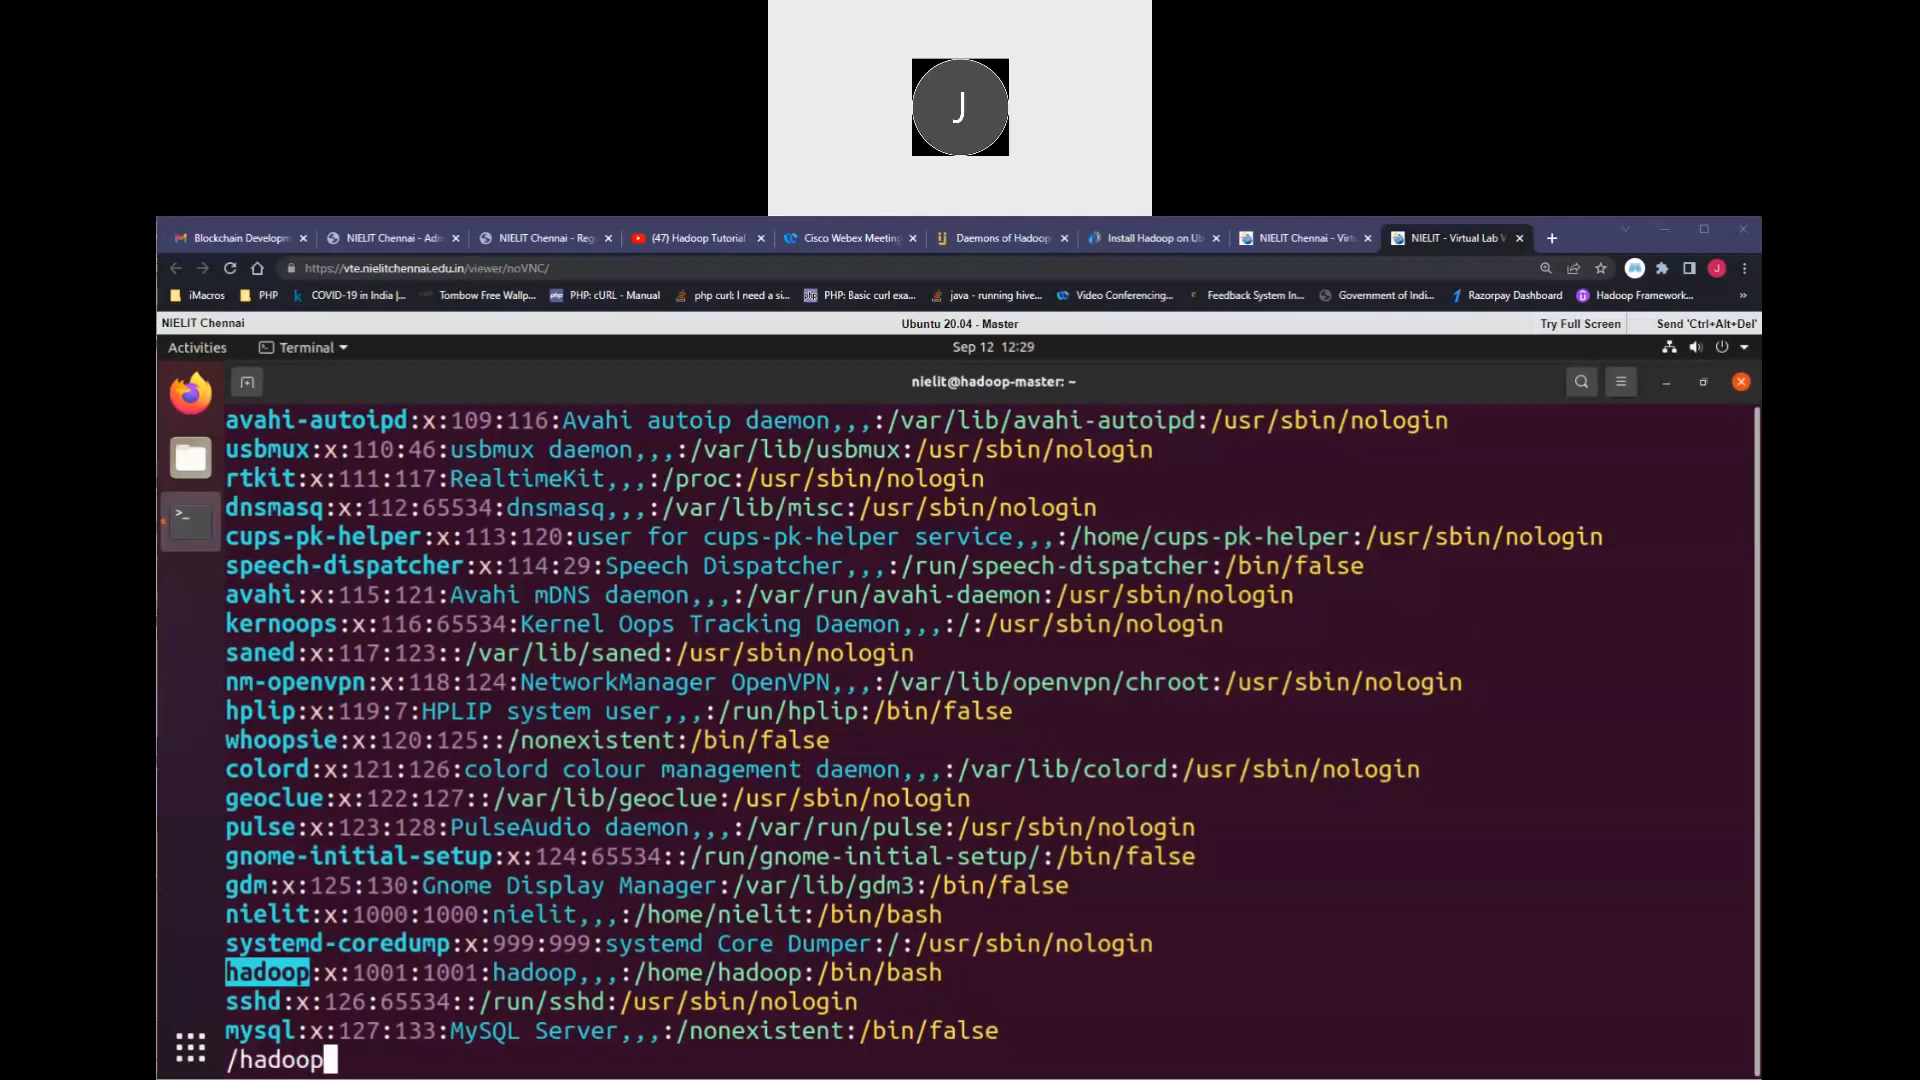 J
Blockchain Developm
NIELIT Chennai - Adm
NIELIT Chennai - Reg
(47) Hadoop Tutorial
Cisco Webex Meeting
Daemons of Hadoop
Install Hadoop on Ub
NIELIT Chennai - Virtu
NIELIT - Virtual Lab V
https://vte.nielitchennai.edu.in/viewer/noVNC/
J
iMacros
PHP
COVID-19 in India |...
Tombow Free Wallp...
PHP: cURL - Manual
php curl: I need a si...
PHP: Basic curl exa...
java - running hive...
Video Conferencing...
Feedback System In...
Government of Indi...
Razorpay Dashboard
Hadoop Framework...
NIELIT Chennai
Ubuntu 20.04 - Master
Try Full Screen
Send 'Ctrl+Alt+Del'
Activities
Terminal
Sep 12 12:29
nielit@hadoop-master: ~
avahi-autoipd:x:109:116:Avahi autoip daemon,,,:/var/lib/avahi-autoipd:/usr/sbin/nologin
usbmux:x:110:46:usbmux daemon,,,:/var/lib/usbmux:/usr/sbin/nologin
rtkit:x:111:117:RealtimeKit,,,:/proc:/usr/sbin/nologin
dnsmasq:x:112:65534:dnsmasq,,,:/var/lib/misc:/usr/sbin/nologin
cups-pk-helper:x:113:120:user for cups-pk-helper service,,,:/home/cups-pk-helper:/usr/sbin/nologin
speech-dispatcher:x:114:29:Speech Dispatcher,,,:/run/speech-dispatcher:/bin/false
avahi:x:115:121:Avahi mDNS daemon,,,:/var/run/avahi-daemon:/usr/sbin/nologin
kernoops:x:116:65534:Kernel Oops Tracking Daemon,,,:/:/usr/sbin/nologin
saned:x:117:123::/var/lib/saned:/usr/sbin/nologin
nm-openvpn:x:118:124:NetworkManager OpenVPN,,,:/var/lib/openvpn/chroot:/usr/sbin/nologin
hplip:x:119:7:HPLIP system user,,,:/run/hplip:/bin/false
whoopsie:x:120:125::/nonexistent:/bin/false
colord:x:121:126:colord colour management daemon,,,:/var/lib/colord:/usr/sbin/nologin
geoclue:x:122:127::/var/lib/geoclue:/usr/sbin/nologin
pulse:x:123:128:PulseAudio daemon,,,:/var/run/pulse:/usr/sbin/nologin
gnome-initial-setup:x:124:65534::/run/gnome-initial-setup/:/bin/false
gdm:x:125:130:Gnome Display Manager:/var/lib/gdm3:/bin/false
nielit:x:1000:1000:nielit,,,:/home/nielit:/bin/bash
systemd-coredump:x:999:999:systemd Core Dumper:/:/usr/sbin/nologin
hadoop:x:1001:1001:hadoop,,,:/home/hadoop:/bin/bash
sshd:x:126:65534::/run/sshd:/usr/sbin/nologin
mysql:x:127:133:MySQL Server,,,:/nonexistent:/bin/false
/hadoop